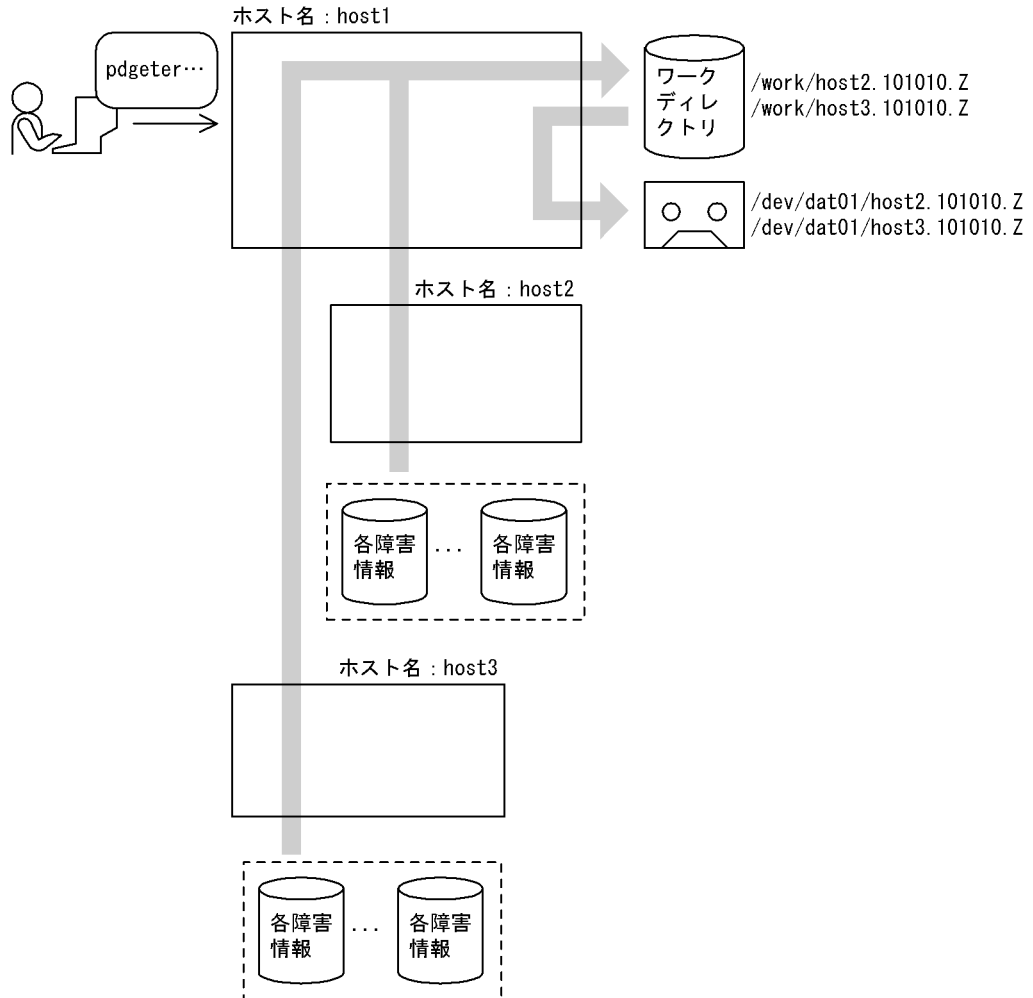 ホスト名：host1
pdgeter…
ワーク
ディレ
クトリ
/work/host2.101010.Z
/work/host3.101010.Z
/dev/dat01/host2.101010.Z
/dev/dat01/host3.101010.Z
ホスト名：host2
各障害
情報
...
各障害
情報
ホスト名：host3
各障害
情報
...
各障害
情報